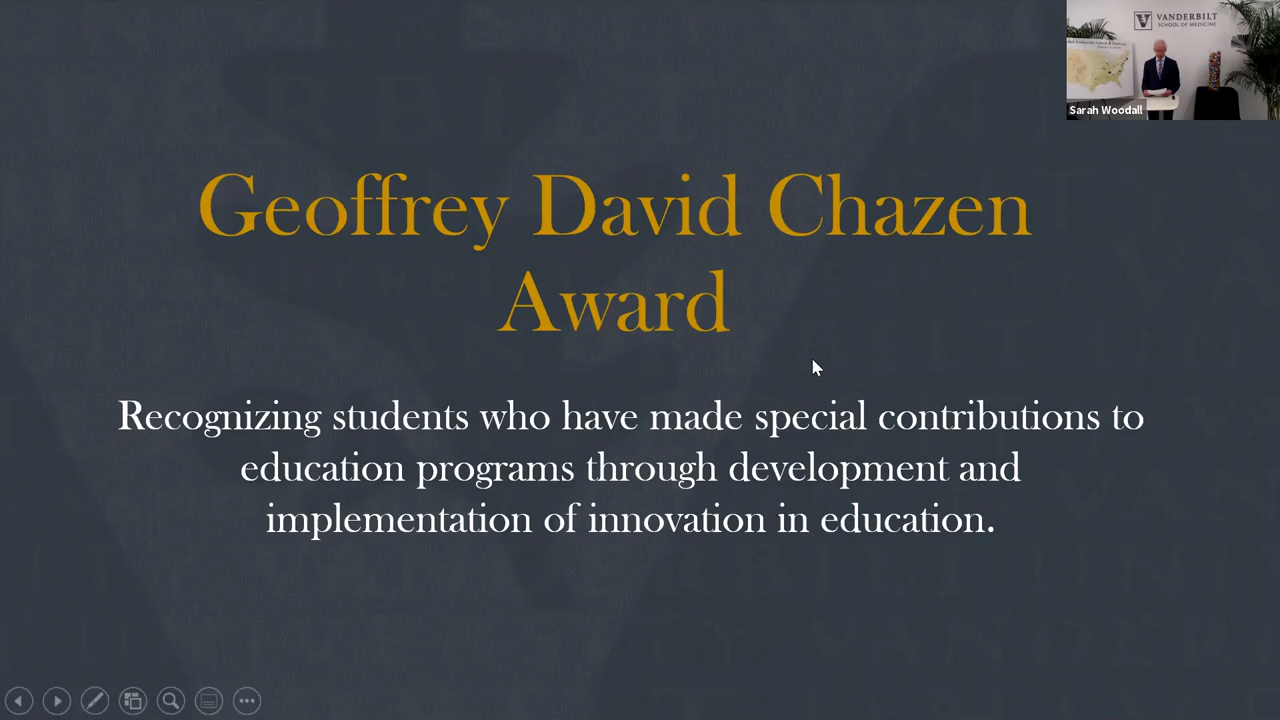 VANDERBILT
SCHOOL OF MEDICINE
Sarah Woodall
Geoffrey David Chazen
Award
Recognizing students who have made special contributions to
education programs through development and
implementation of innovation in education.